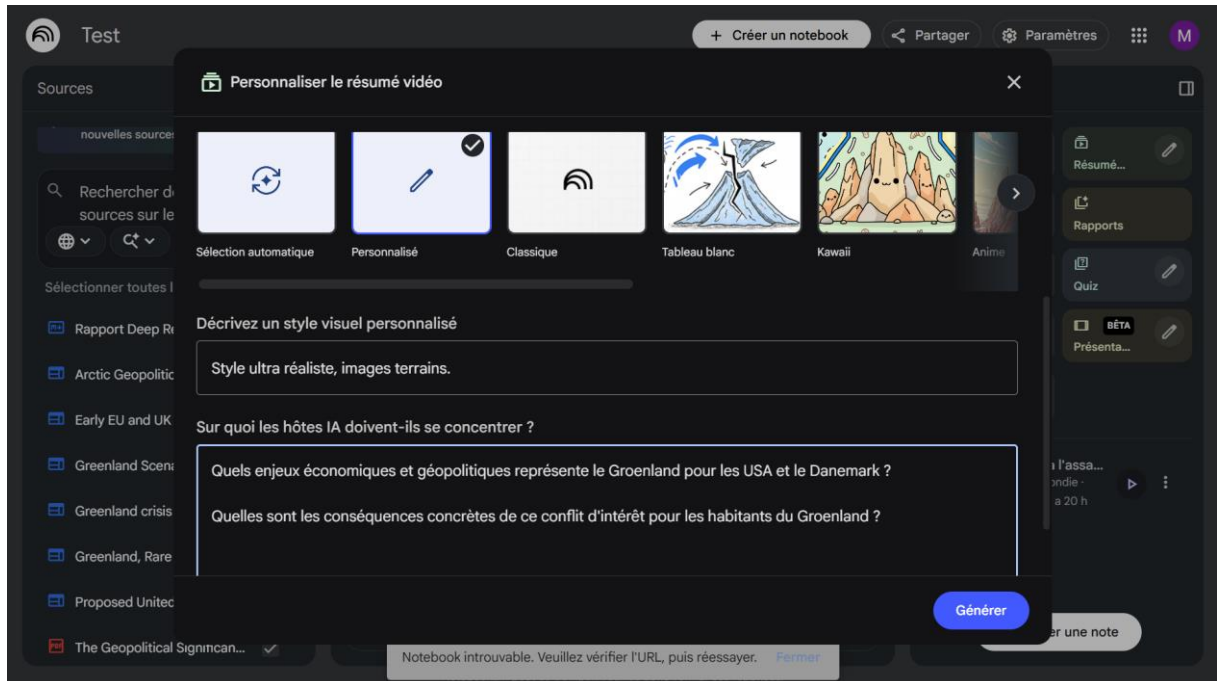 Test
+ Créer un notebook
Partager
Paramètres
M
Sources
Personnaliser le résumé vidéo
nouvelles sources
Rechercher de
sources sur le
Sélectionner toutes l
Rapport Deep Re
Arctic Geopolitic
Early EU and UK
Greenland Scena
Greenland crisis
Greenland, Rare
Proposed United
The Geopolitical Significan...
Sélection automatique
Personnalisé
Classique
Tableau blanc
Kawaii
Anime
Décrivez un style visuel personnalisé
Style ultra réaliste, images terrains.
Sur quoi les hôtes IA doivent-ils se concentrer ?
Quels enjeux économiques et géopolitiques représente le Groenland pour les USA et le Danemark ?
Quelles sont les conséquences concrètes de ce conflit d'intérêt pour les habitants du Groenland ?
Générer
Résumé...
Rapports
Quiz
BÊTA
Présenta...
l'assa...
ondie ·
a 20 h
er une note
Notebook introuvable. Veuillez vérifier l'URL, puis réessayer.
Fermer